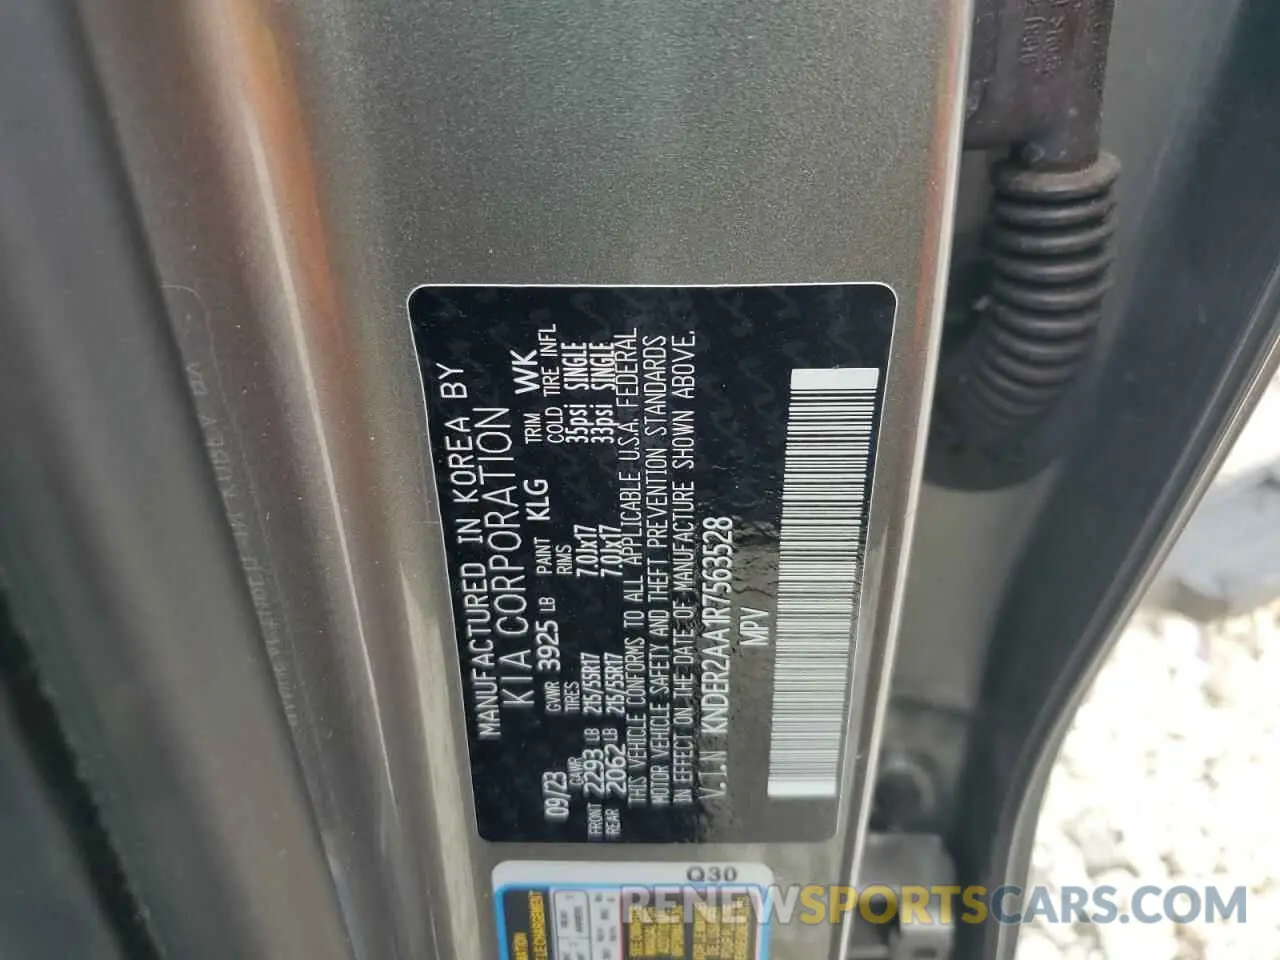 MANUFACTURED IN KOREA BY
KIA CORPORATION
09/23 GVWR 3925 LB PAINT KLG TRIM WK
GAWR TIRES RIMS COLD TIRE INFL
FRONT 2293 LB 215/55R17 7.0Jx17 35psi SINGLE
REAR 2062 LB 215/55R17 7.0Jx17 33psi SINGLE
THIS VEHICLE CONFORMS TO ALL APPLICABLE U.S.A. FEDERAL
MOTOR VEHICLE SAFETY AND THEFT PREVENTION STANDARDS
IN EFFECT ON THE DATE OF MANUFACTURE SHOWN ABOVE.
V.I.N KNDER2AA1R7563528
MPV
Q30
RENEWSPORTSCARS.COM